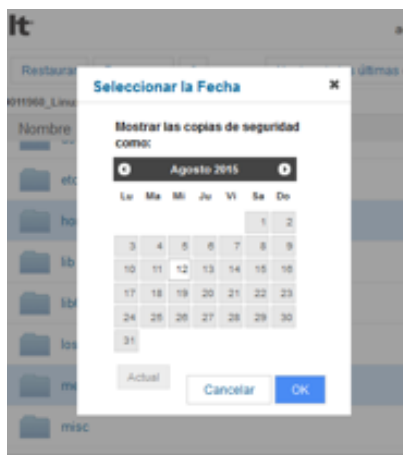 lt
Restaurar
últimas
Seleccionar la Fecha
Nombre
Mostrar las copias de seguridad
como:
Agosto 2015
Lu Ma Mi Ju Vi Sa Do
1 2
3 4 5 6 7 8 9
10 11 12 13 14 15 16
17 18 19 20 21 22 23
24 25 26 27 28 29 30
31
lib
Actual
Cancelar OK
misc